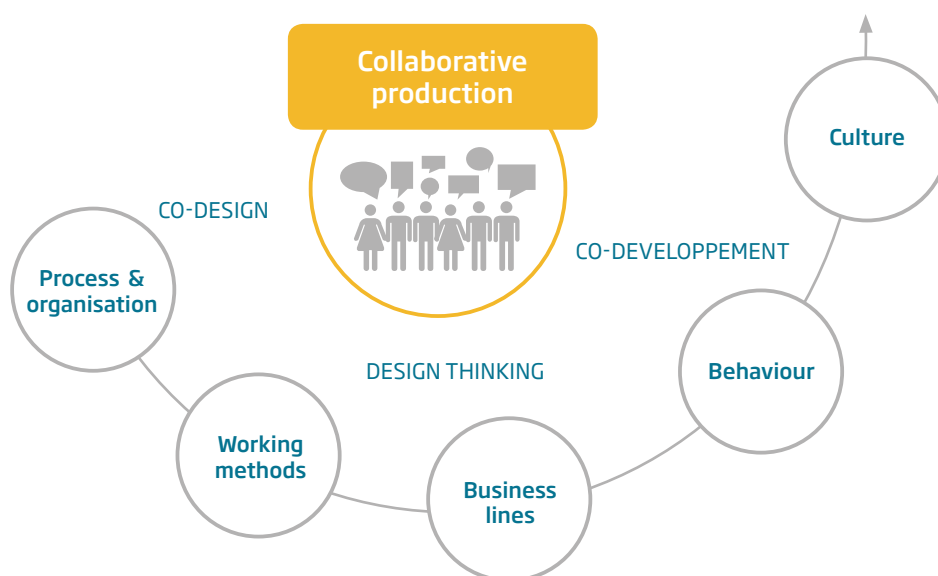 Collaborative
production
Culture
CO-DESIGN
CO-DEVELOPPEMENT
Process &
organisation
DESIGN THINKING
Behaviour
Working
methods
Business
lines